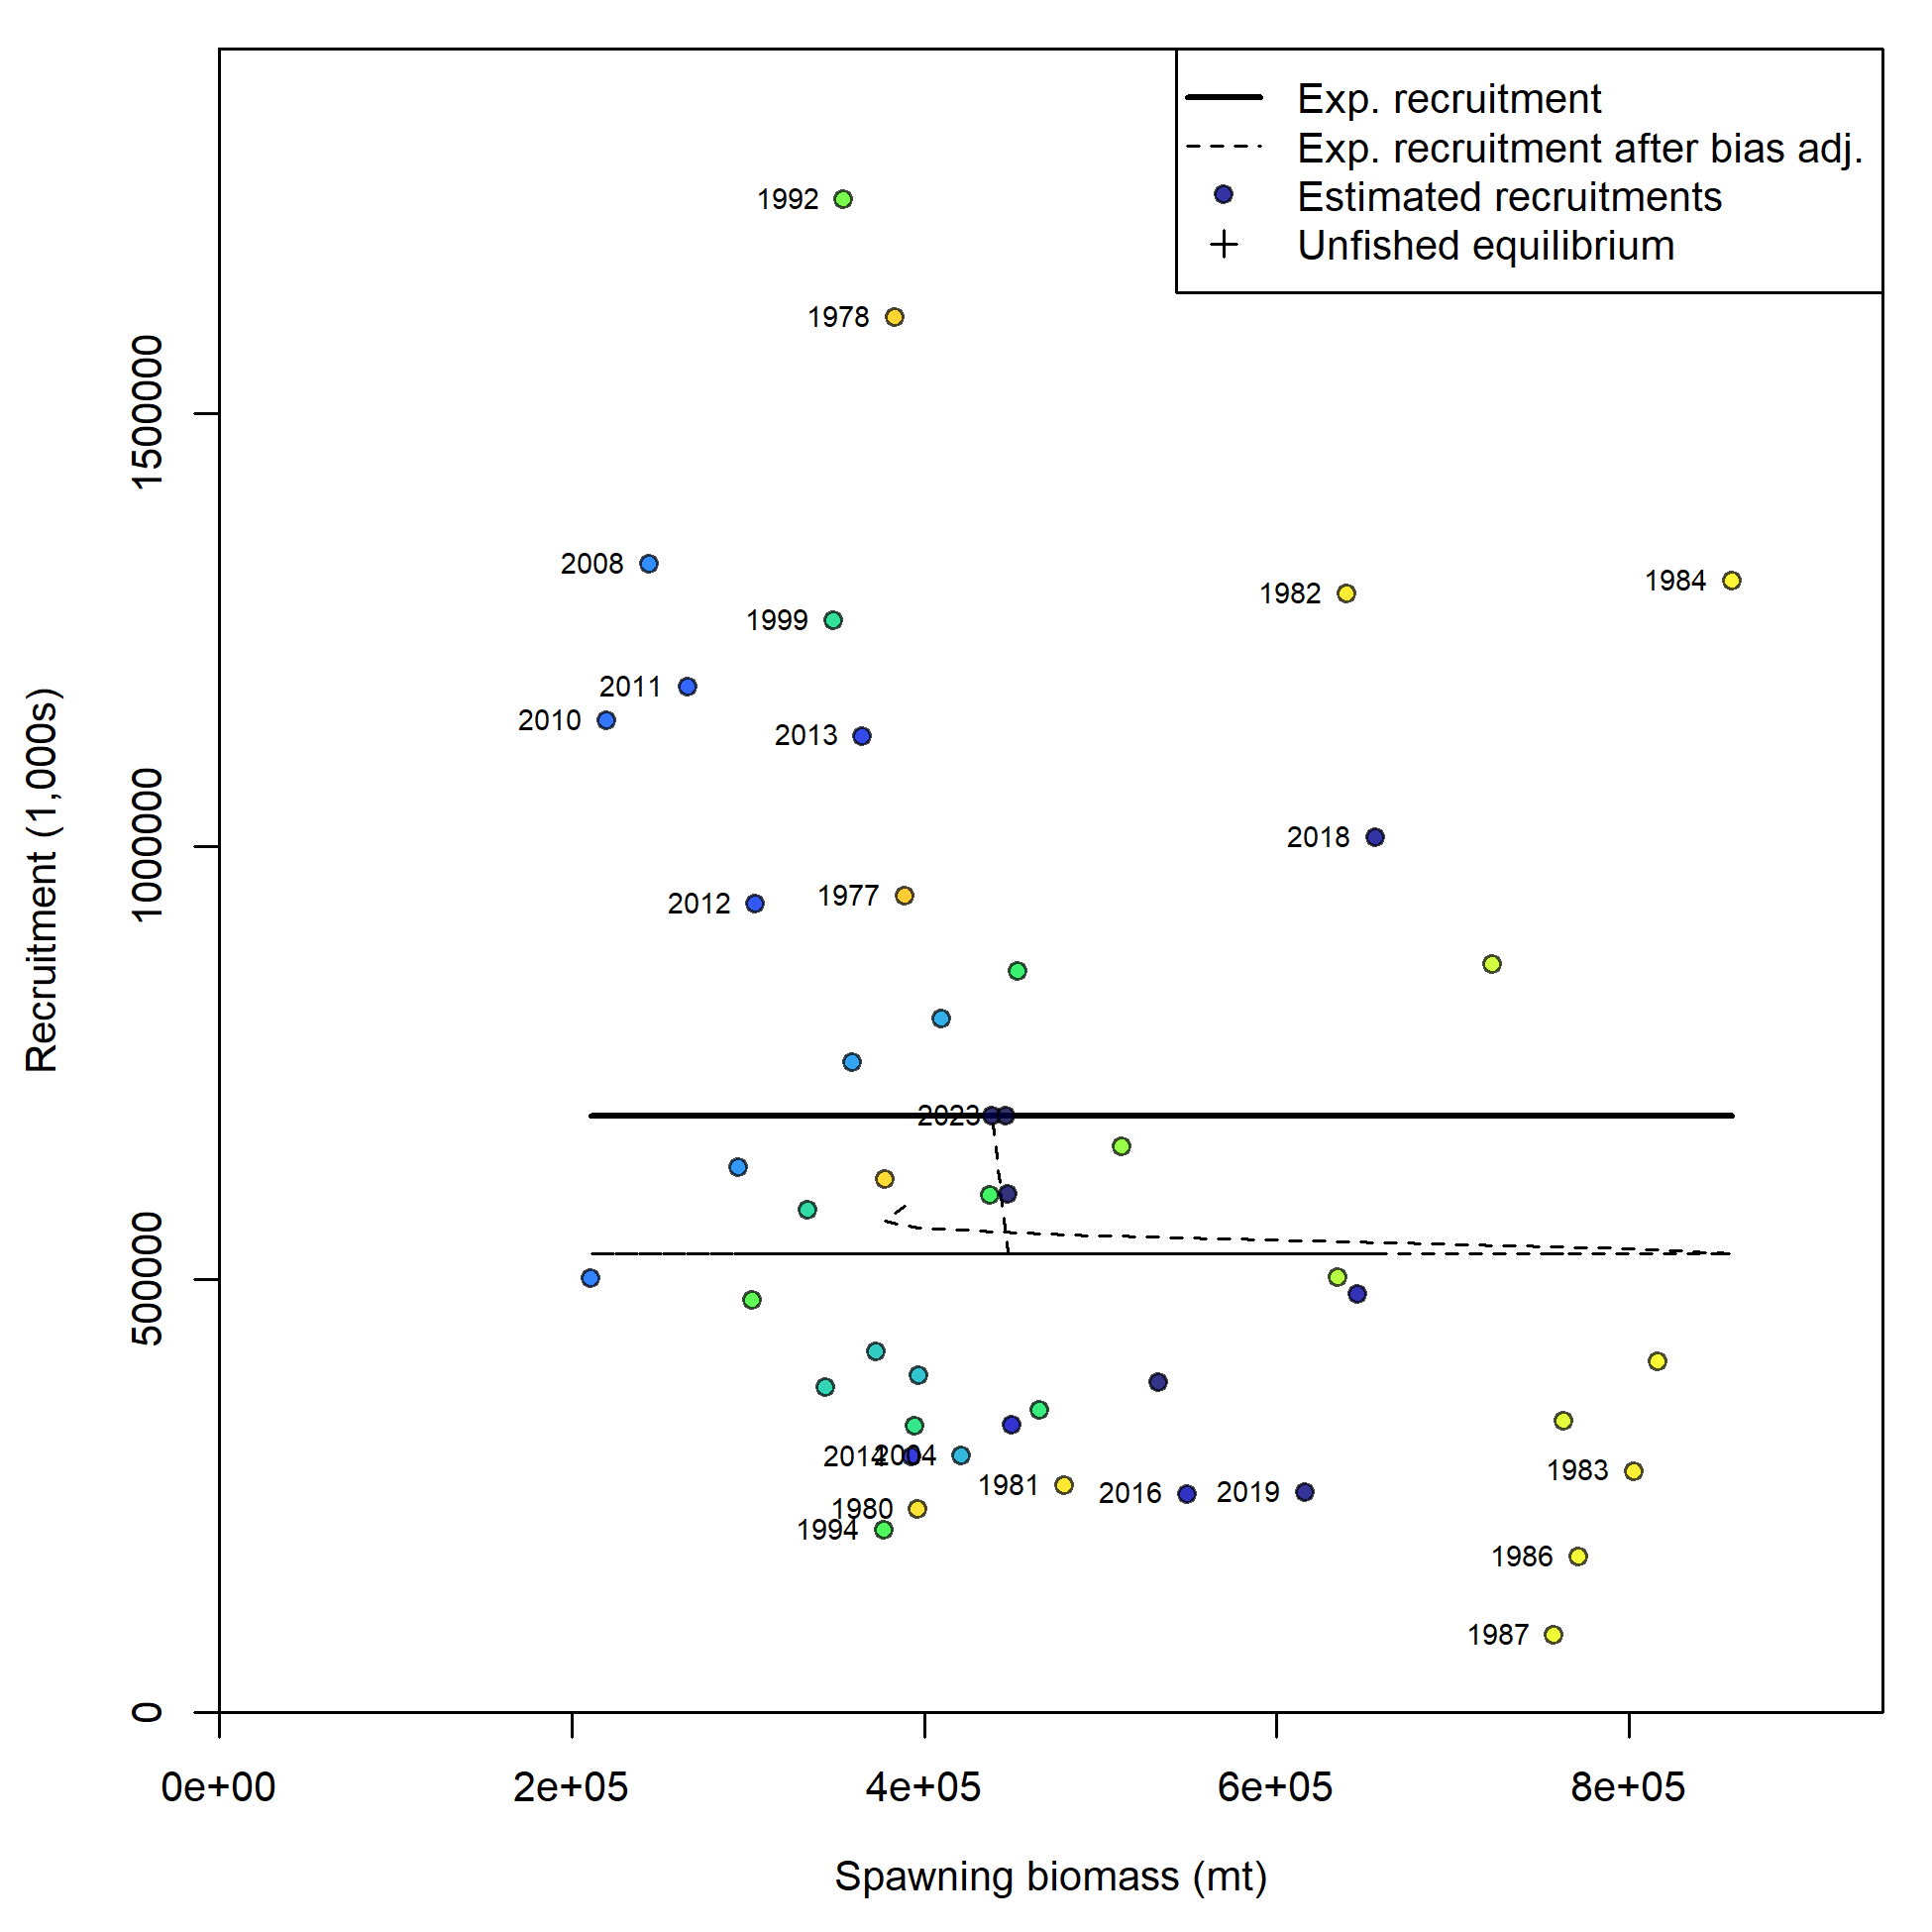 Exp. recruitment
Exp. recruitment after bias adj.
Estimated recruitments
Unfished equilibrium
1992
1978
1500000
2008
1984
1982
1999
2011
2010
2013
Recruitment (1,000s)
1000000
2018
1977
2012
2023
500000
2014
2004
1981
2016
2019
1983
1980
1994
1986
1987
0
0e+00
2e+05
4e+05
6e+05
8e+05
Spawning biomass (mt)